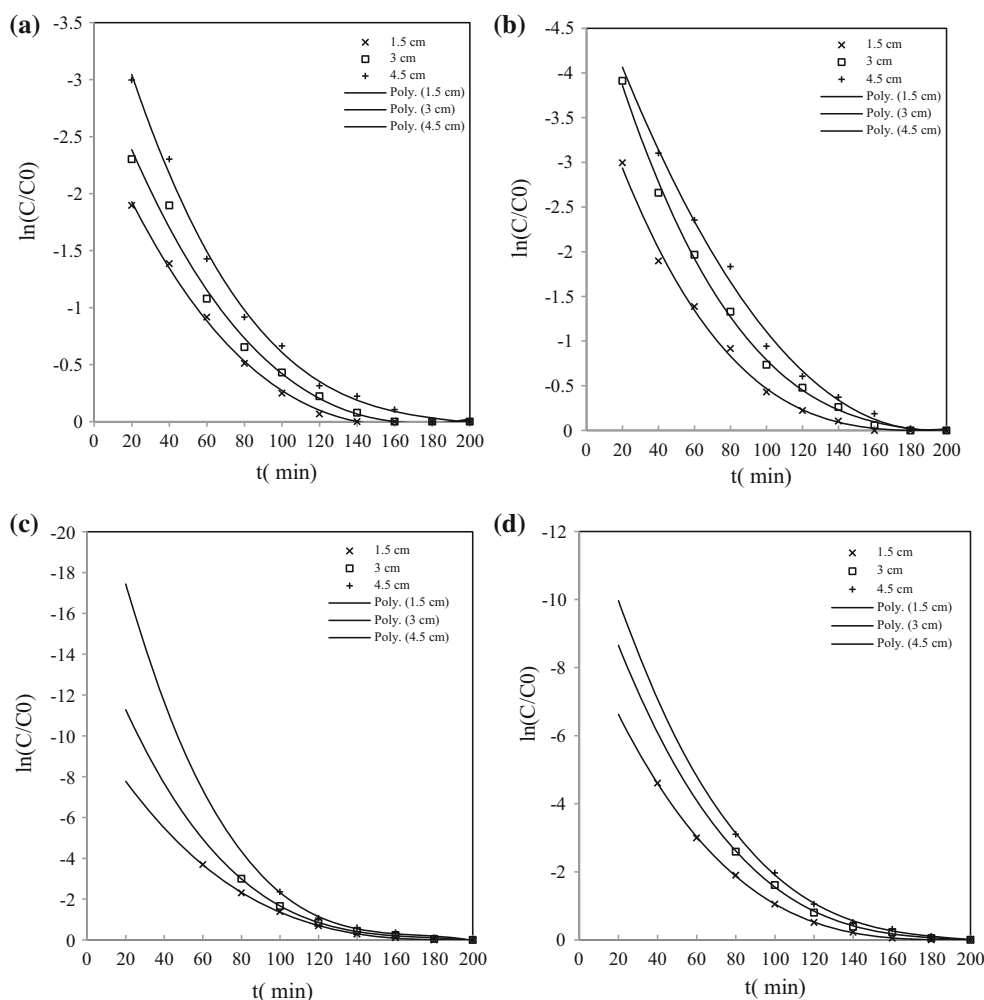 (a)
-3.5
-3
-2.5
-2
-1.5
-1
-0.5
0
ln(C/C0)
0 20 40 60 80 100 120 140 160 180 200
t( min)
1.5 cm
3 cm
4.5 cm
Poly. (1.5 cm)
Poly. (3 cm)
Poly. (4.5 cm)
(b)
-4.5
-4
-3.5
-3
-2.5
-2
-1.5
-1
-0.5
0
ln(C/C0)
0 20 40 60 80 100 120 140 160 180 200
t( min)
1.5 cm
3 cm
4.5 cm
Poly. (1.5 cm)
Poly. (3 cm)
Poly. (4.5 cm)
(c)
-20
-18
-16
-14
-12
-10
-8
-6
-4
-2
0
ln(C/C0)
0 20 40 60 80 100 120 140 160 180 200
t( min)
1.5 cm
3 cm
4.5 cm
Poly. (1.5 cm)
Poly. (3 cm)
Poly. (4.5 cm)
(d)
-12
-10
-8
-6
-4
-2
0
ln(C/C0)
0 20 40 60 80 100 120 140 160 180 200
t( min)
1.5 cm
3 cm
4.5 cm
Poly. (1.5 cm)
Poly. (3 cm)
Poly. (4.5 cm)